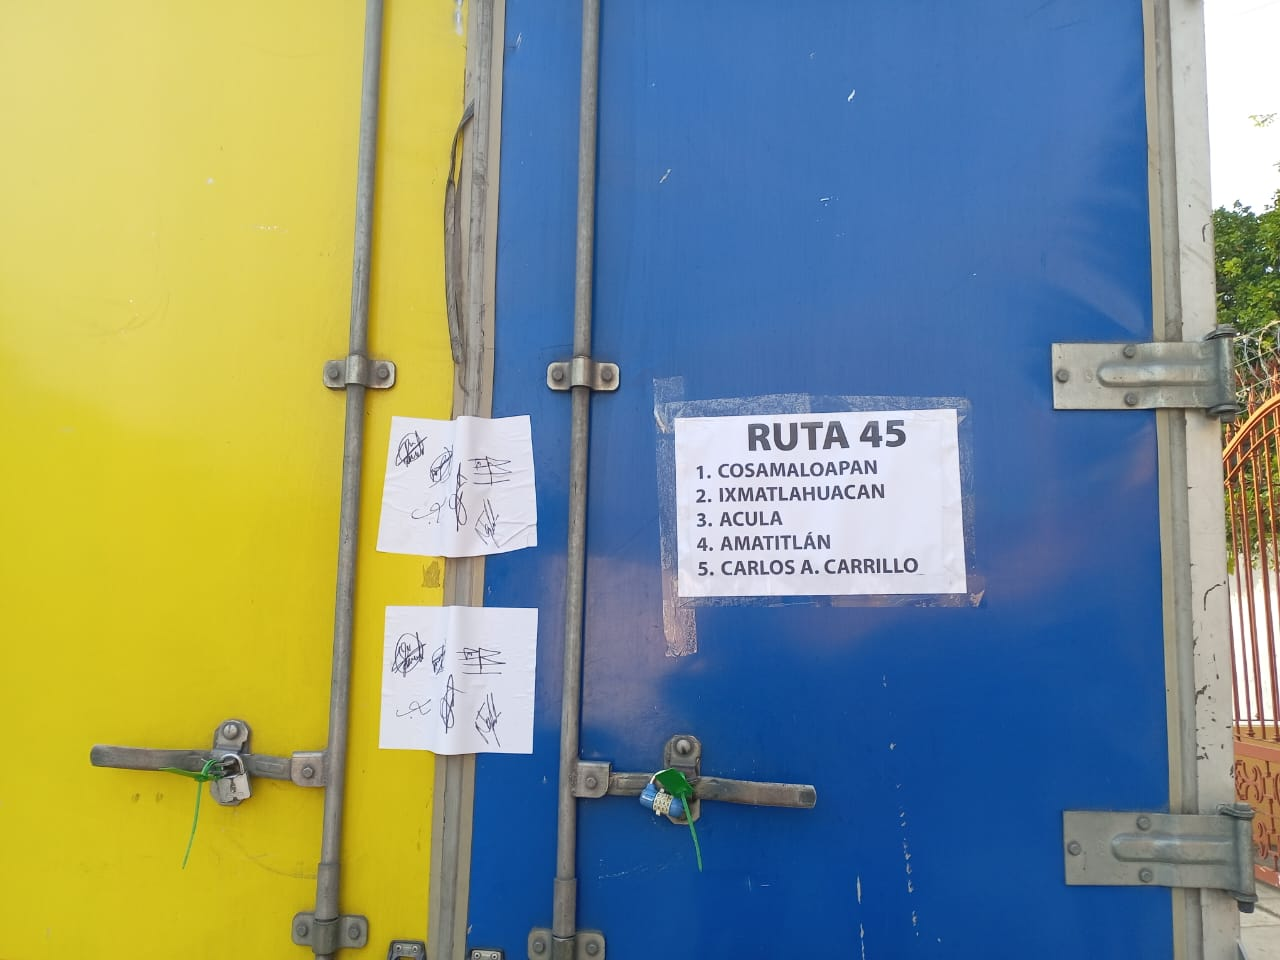 RUTA 45
1. COSAMALOAPAN
2. IXMATLAHUACAN
3. ACULA
4. AMATITLÁN
5. CARLOS A. CARRILLO